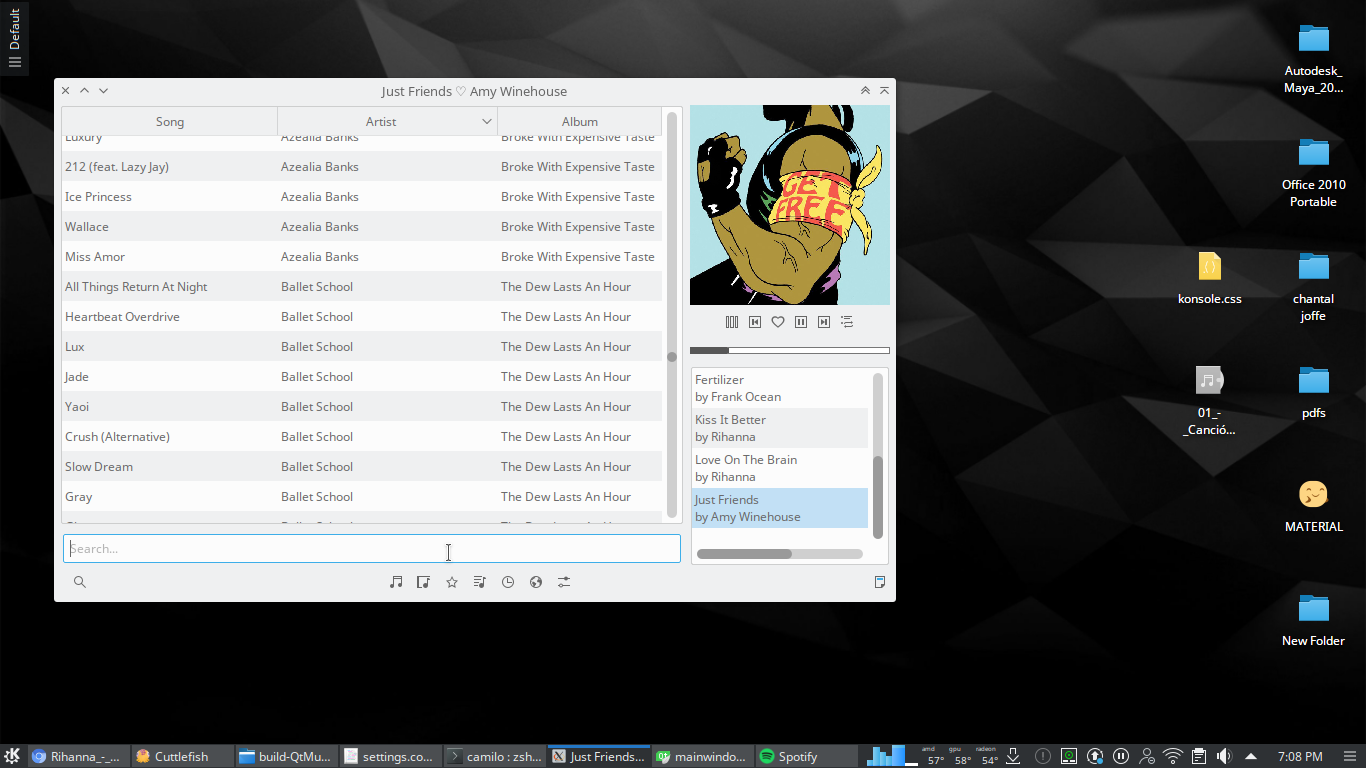 Default
Just Friends ♡ Amy Winehouse
Song Artist Album
Luxury Azealia Banks Broke With Expensive Taste
212 (feat. Lazy Jay) Azealia Banks Broke With Expensive Taste
Ice Princess Azealia Banks Broke With Expensive Taste
Wallace Azealia Banks Broke With Expensive Taste
Miss Amor Azealia Banks Broke With Expensive Taste
All Things Return At Night Ballet School The Dew Lasts An Hour
Heartbeat Overdrive Ballet School The Dew Lasts An Hour
Lux Ballet School The Dew Lasts An Hour
Jade Ballet School The Dew Lasts An Hour
Yaoi Ballet School The Dew Lasts An Hour
Crush (Alternative) Ballet School The Dew Lasts An Hour
Slow Dream Ballet School The Dew Lasts An Hour
Gray Ballet School The Dew Lasts An Hour
Search...
GET
FREE
Fertilizer
by Frank Ocean
Kiss It Better
by Rihanna
Love On The Brain
by Rihanna
Just Friends
by Amy Winehouse
Autodesk_
Maya_20...
Office 2010
Portable
konsole.css
chantal
joffe
01_-
_Canció...
pdfs
MATERIAL
New Folder
Rihanna_-_...
Cuttlefish
build-QtMu...
settings.co...
camilo : zsh...
Just Friends...
mainwindo...
Spotify
amd gpu radeon
57° 58° 54°
7:08 PM